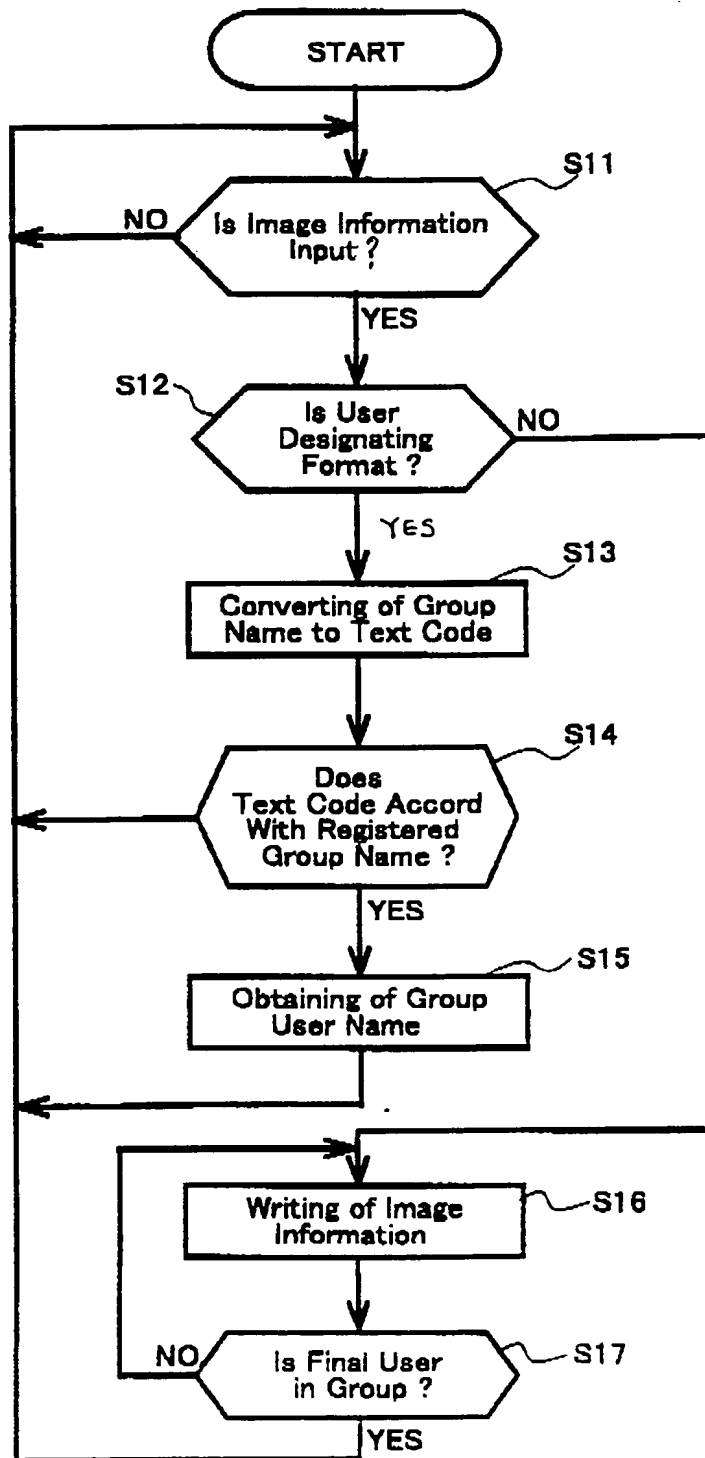 START
S11
NO
Is Image Information
Input ?
YES
S12
Is User
Designating
Format ?
NO
YES
S13
Converting of Group
Name to Text Code
S14
Does
Text Code Accord
With Registered
Group Name ?
YES
S15
Obtaining of Group
User Name
Writing of Image
Information
S16
NO
Is Final User
in Group ?
S17
YES